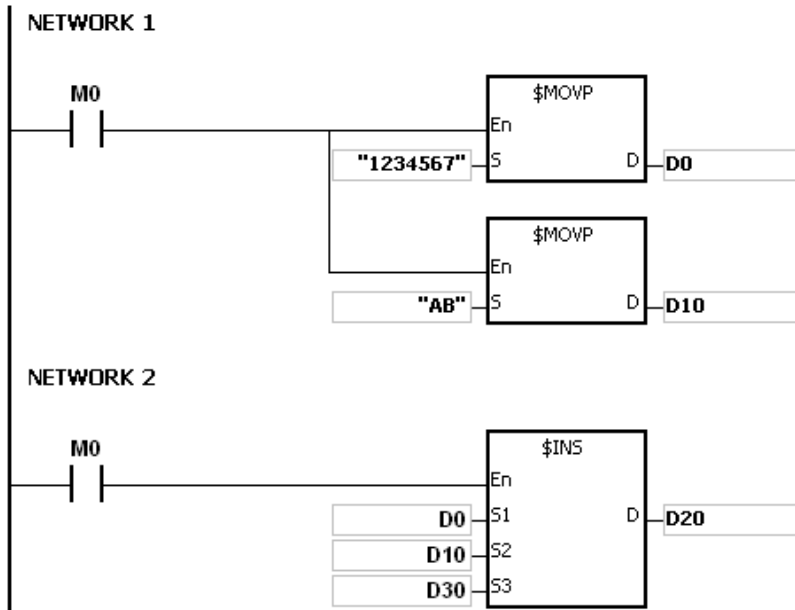 NETWORK 1
M0
$MOVP
En
"1234567" S D D0
$MOVP
En
"AB" S D D10
NETWORK 2
M0
$INS
En
D0 S1 D D20
D10 S2
D30 S3